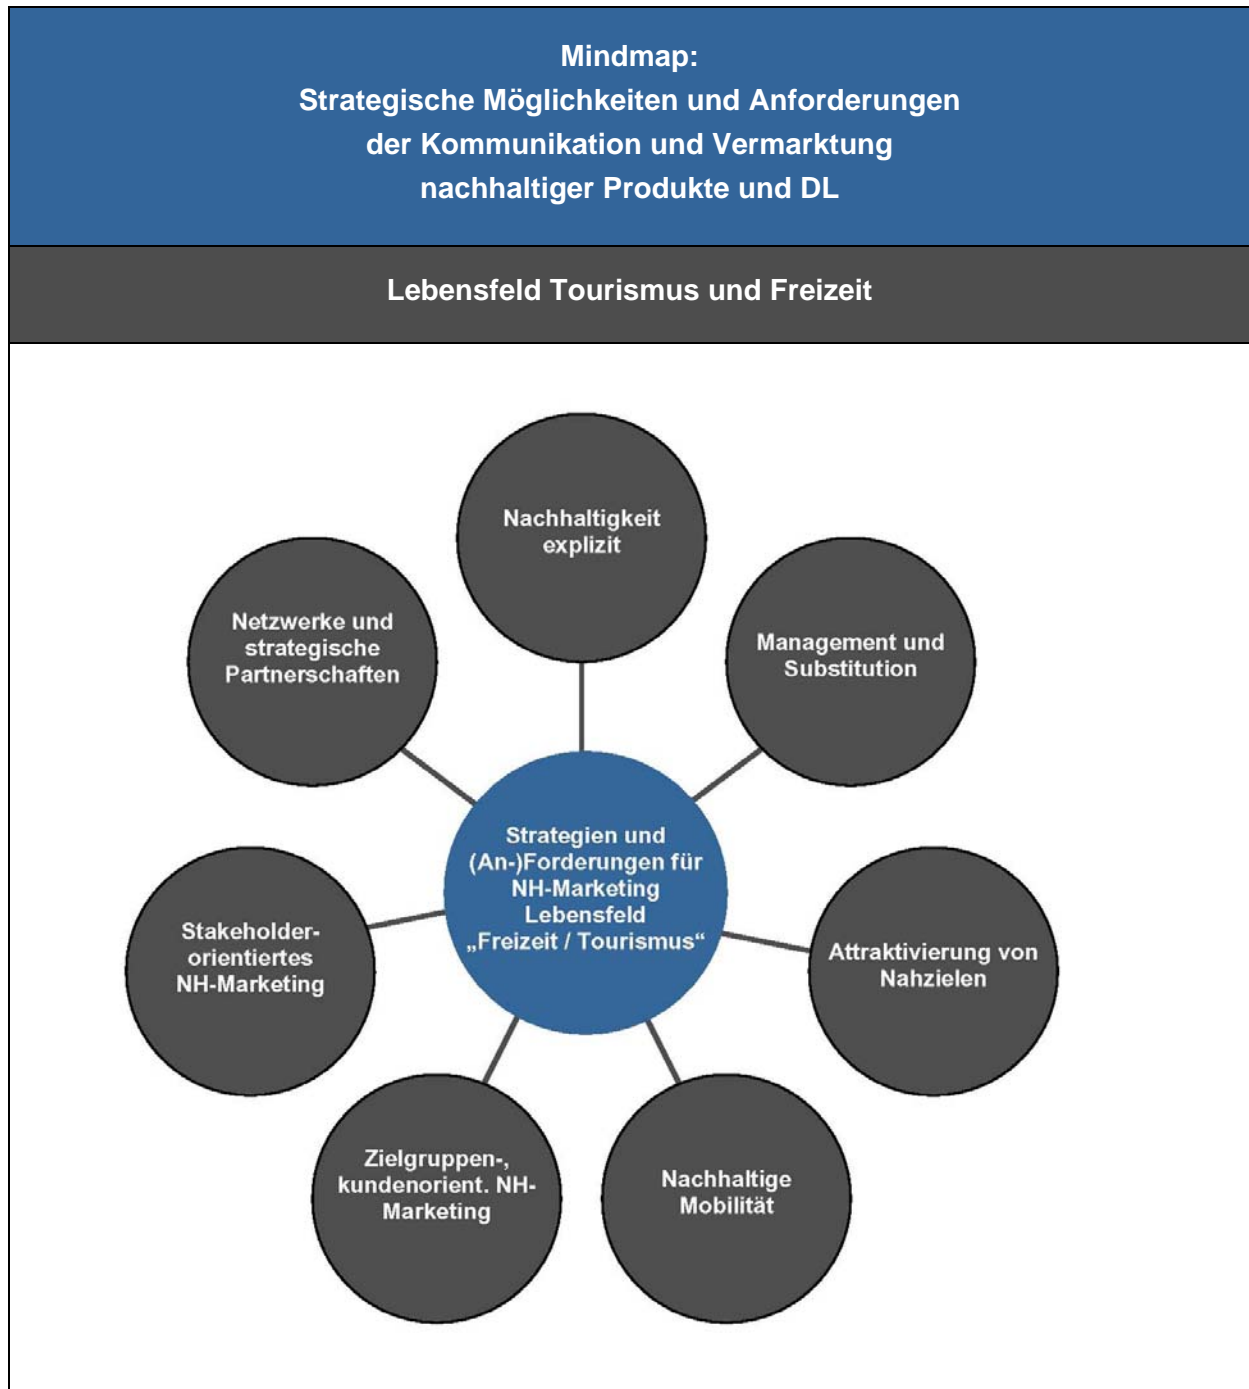 Mindmap:
Strategische Möglichkeiten und Anforderungen
der Kommunikation und Vermarktung
nachhaltiger Produkte und DL
Lebensfeld Tourismus und Freizeit
Nachhaltigkeit
explizit
Netzwerke und
strategische
Partnerschaften
Management und
Substitution
Strategien und
(An-)Forderungen für
NH-Marketing
Lebensfeld
„Freizeit / Tourismus“
Stakeholder-
orientiertes
NH-Marketing
Attraktivierung von
Nahzielen
Zielgruppen-,
kundenorient. NH-
Marketing
Nachhaltige
Mobilität